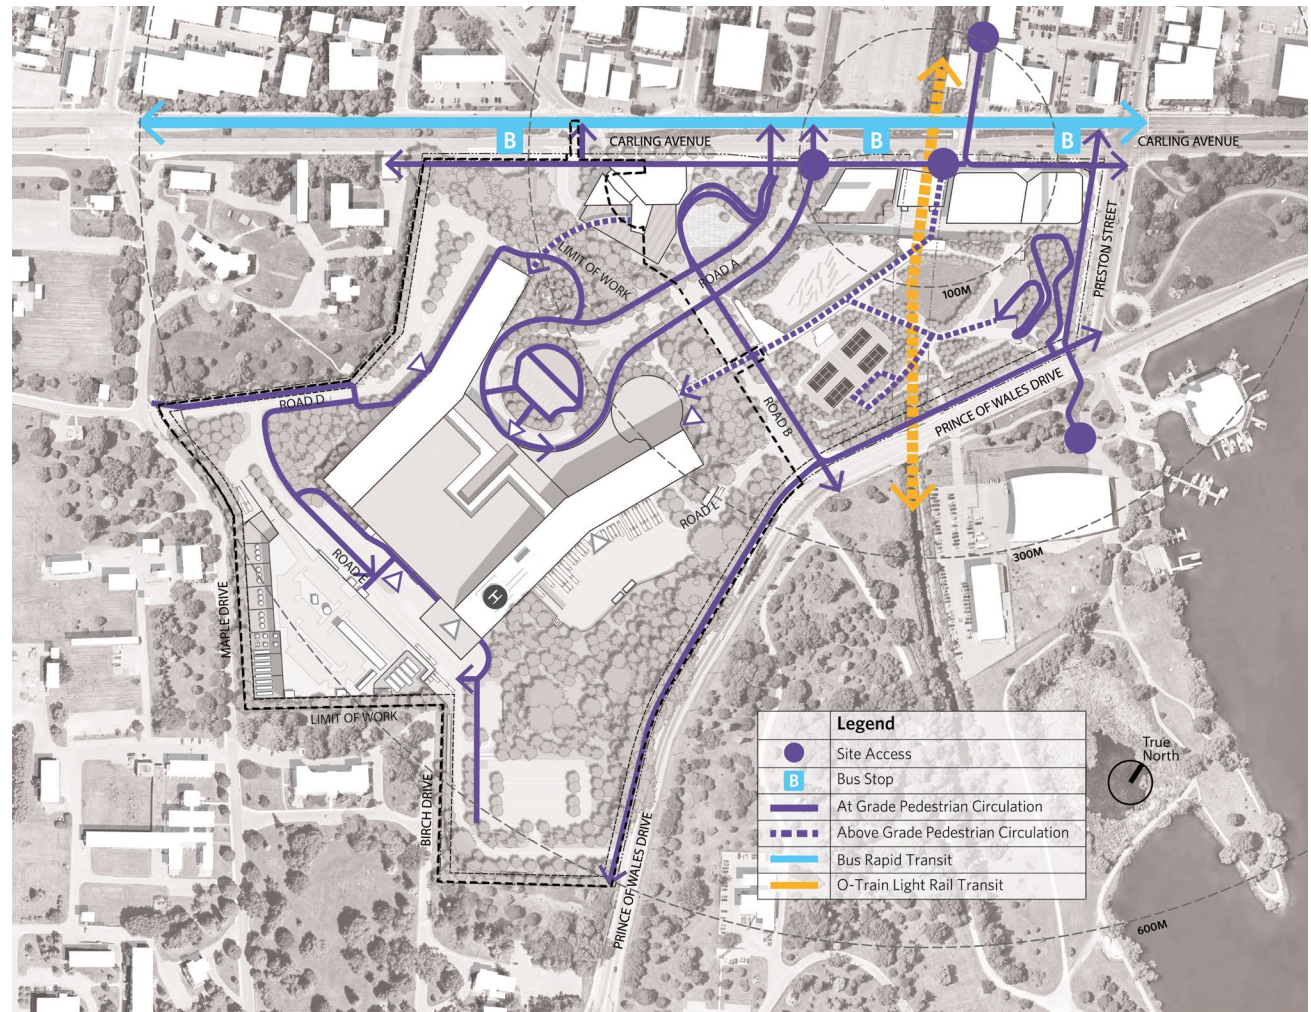 B
CARLING AVENUE
B
B
CARLING AVENUE
PRESTON STREET
LIMIT OF WORK
ROAD A
100M
ROAD D
ROAD B
PRINCE OF WALES DRIVE
ROAD E
ROAD E
300M
H
MAPLE DRIVE
LIMIT OF WORK
BIRCH DRIVE
PRINCE OF WALES DRIVE
Legend
Site Access
B Bus Stop
At Grade Pedestrian Circulation
Above Grade Pedestrian Circulation
Bus Rapid Transit
O-Train Light Rail Transit
True
North
600M